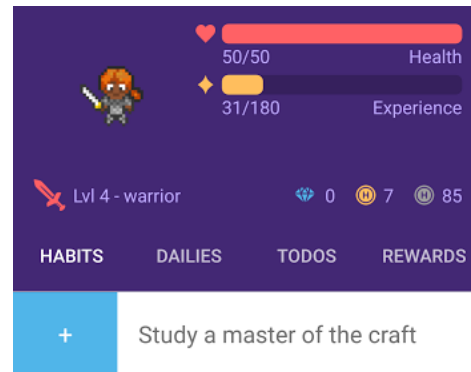 50/50 Health
31/180 Experience
Lvl 4 - warrior 0 H 7 H 85
HABITS DAILIES TODOS REWARDS
+ Study a master of the craft